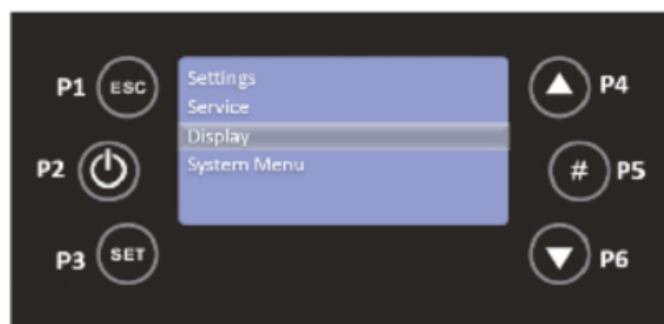 P1 ESC
Settings
P4
Service
Display
P2
# P5
System Menu
P3 SET
P6